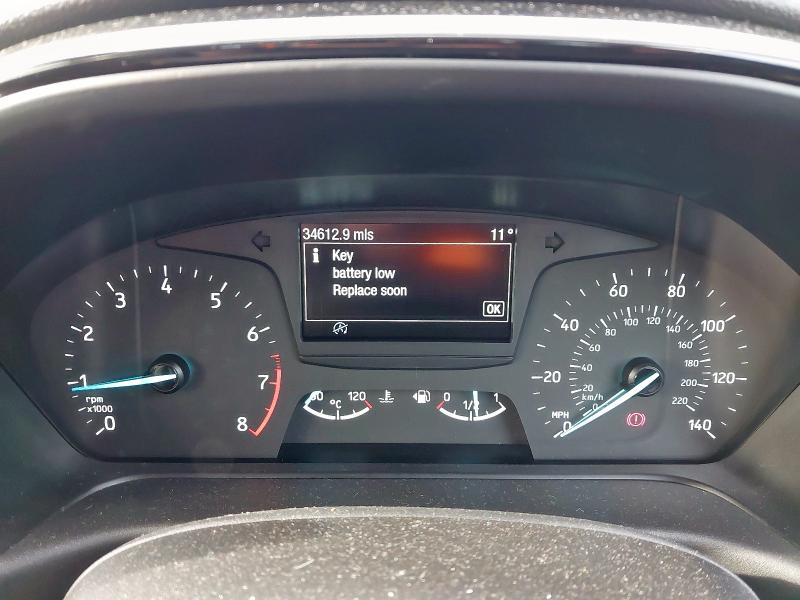 34612.9 mls 11°
i Key
battery low
Replace soon
OK
0 1 2 3 4 5 6 7 8
rpm
x1000
120
°C
0 1/2 1
0 20 40 60 80 100 120 140
MPH
0 20 40 60 80 100 120 140 160 200 220
km/h